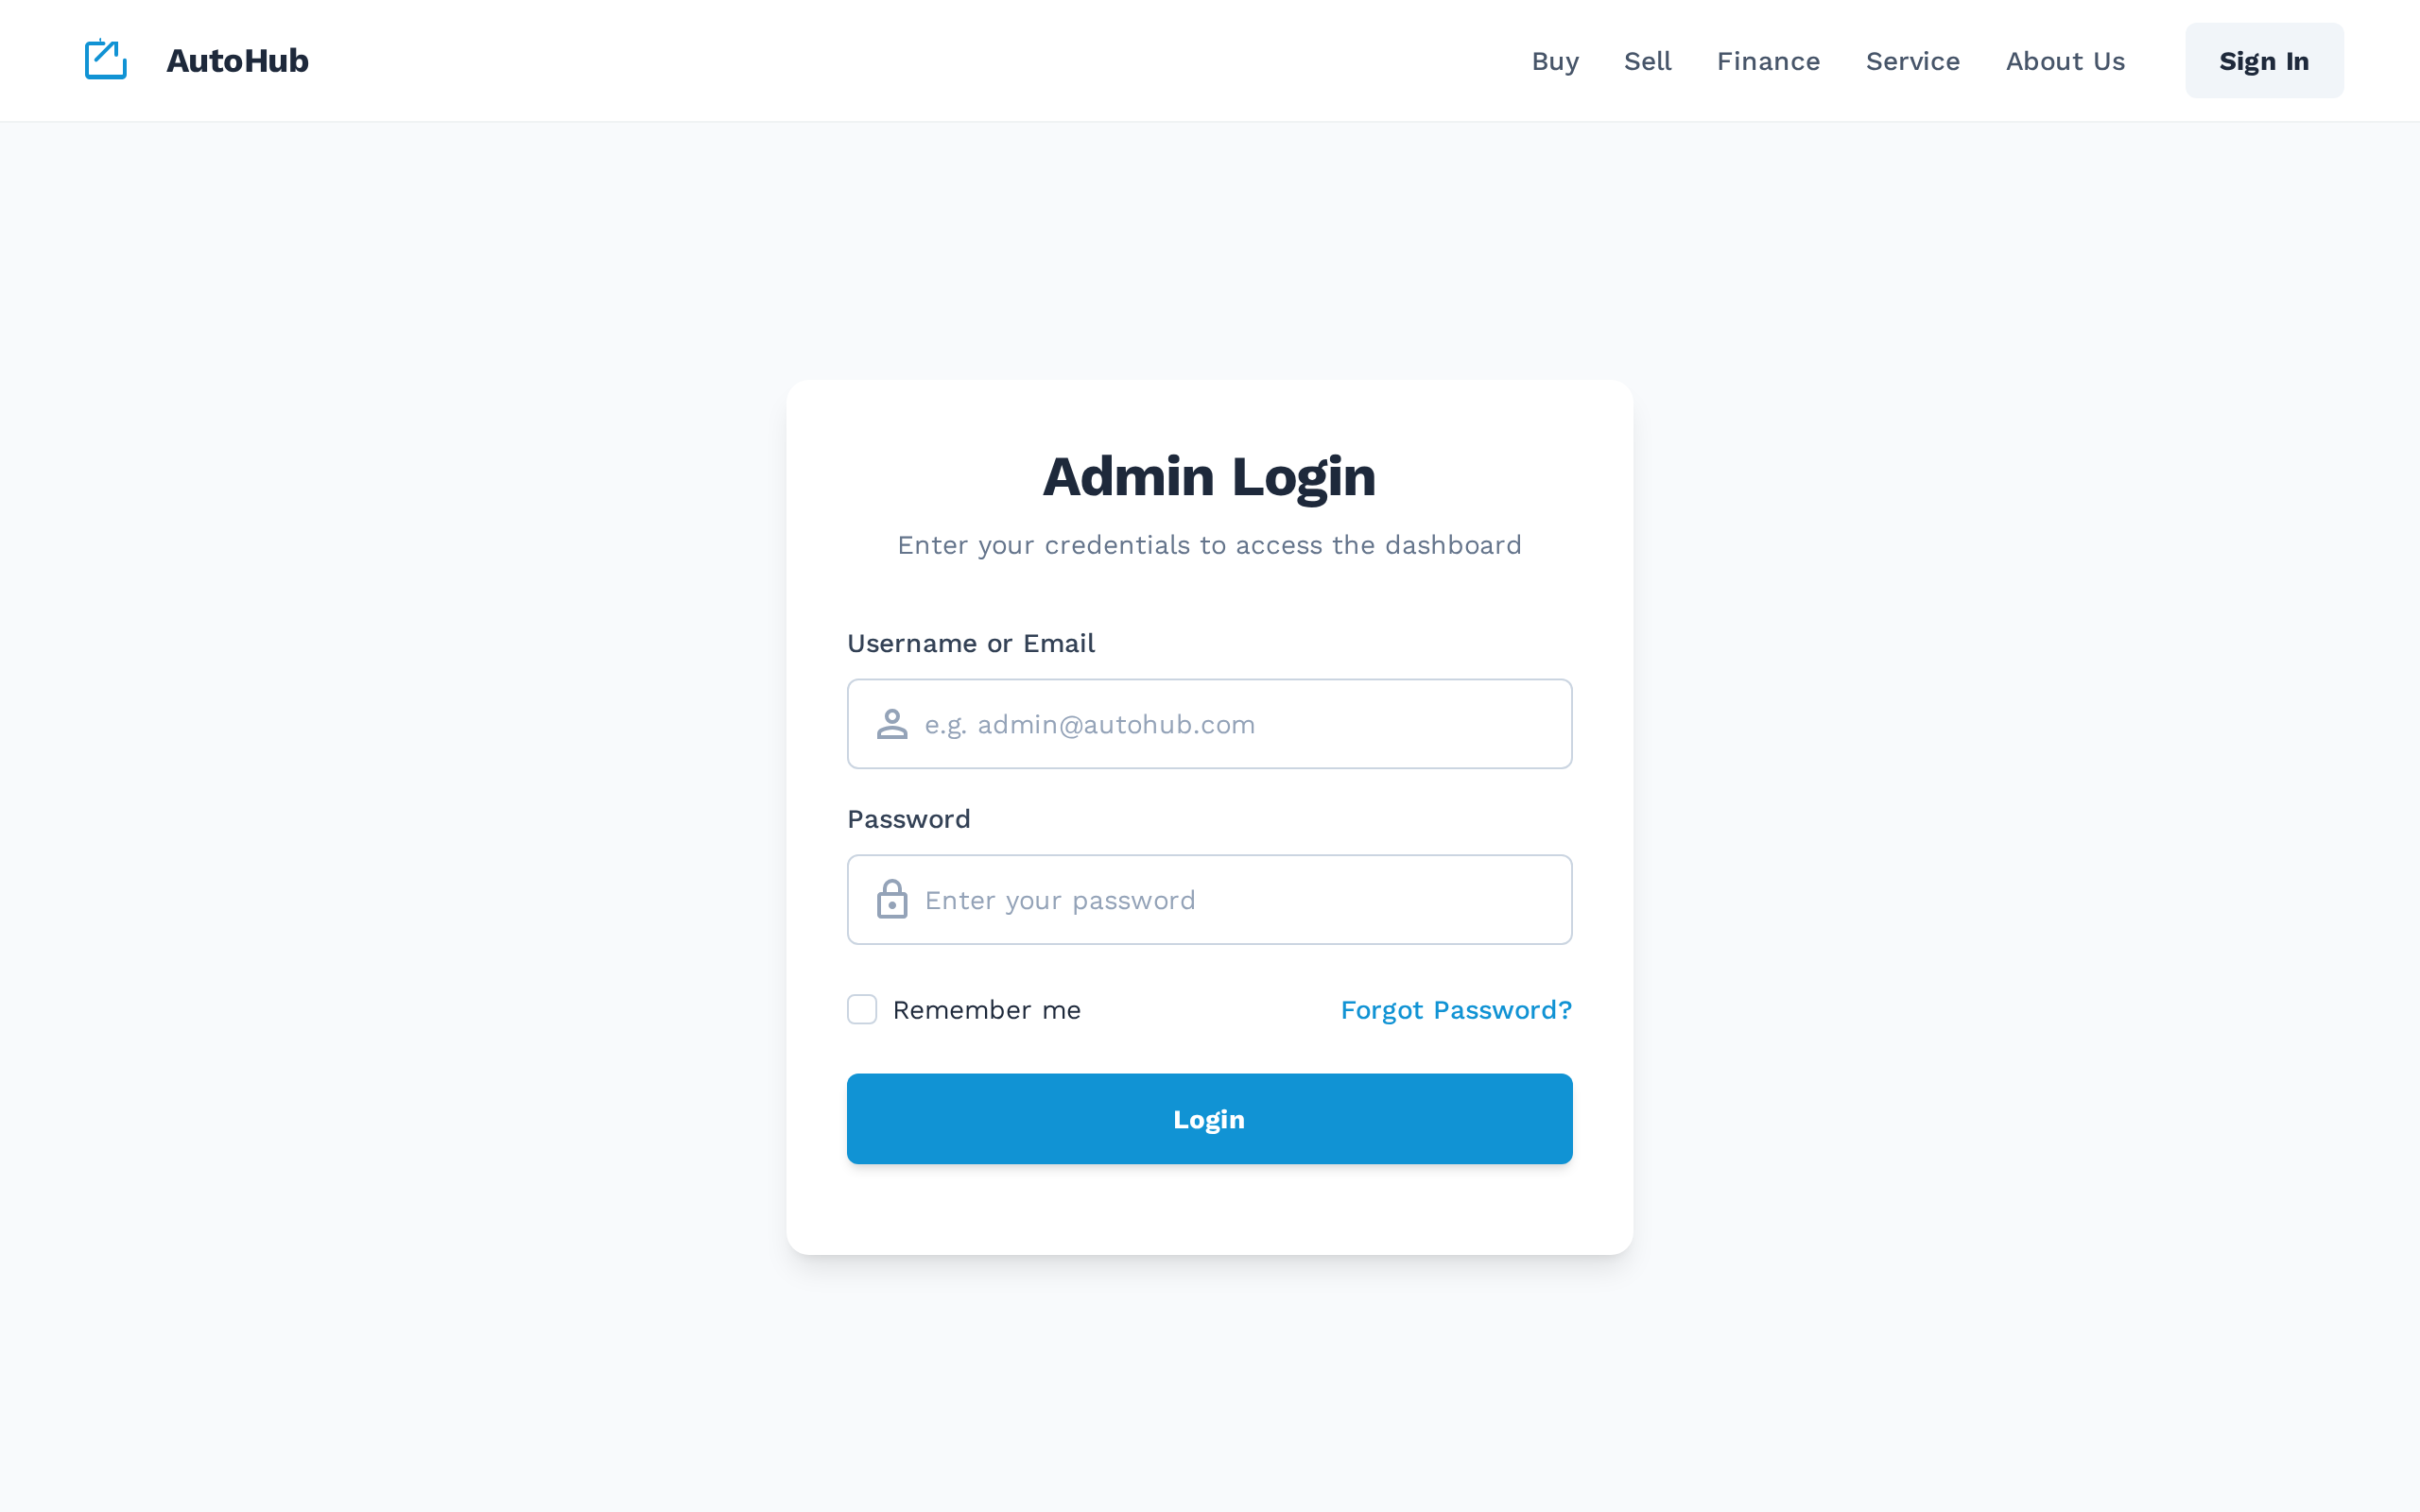 AutoHub
Buy Sell Finance Service About Us Sign In
Admin Login
Enter your credentials to access the dashboard
Username or Email
e.g. admin@autohub.com
Password
Enter your password
Remember me Forgot Password?
Login